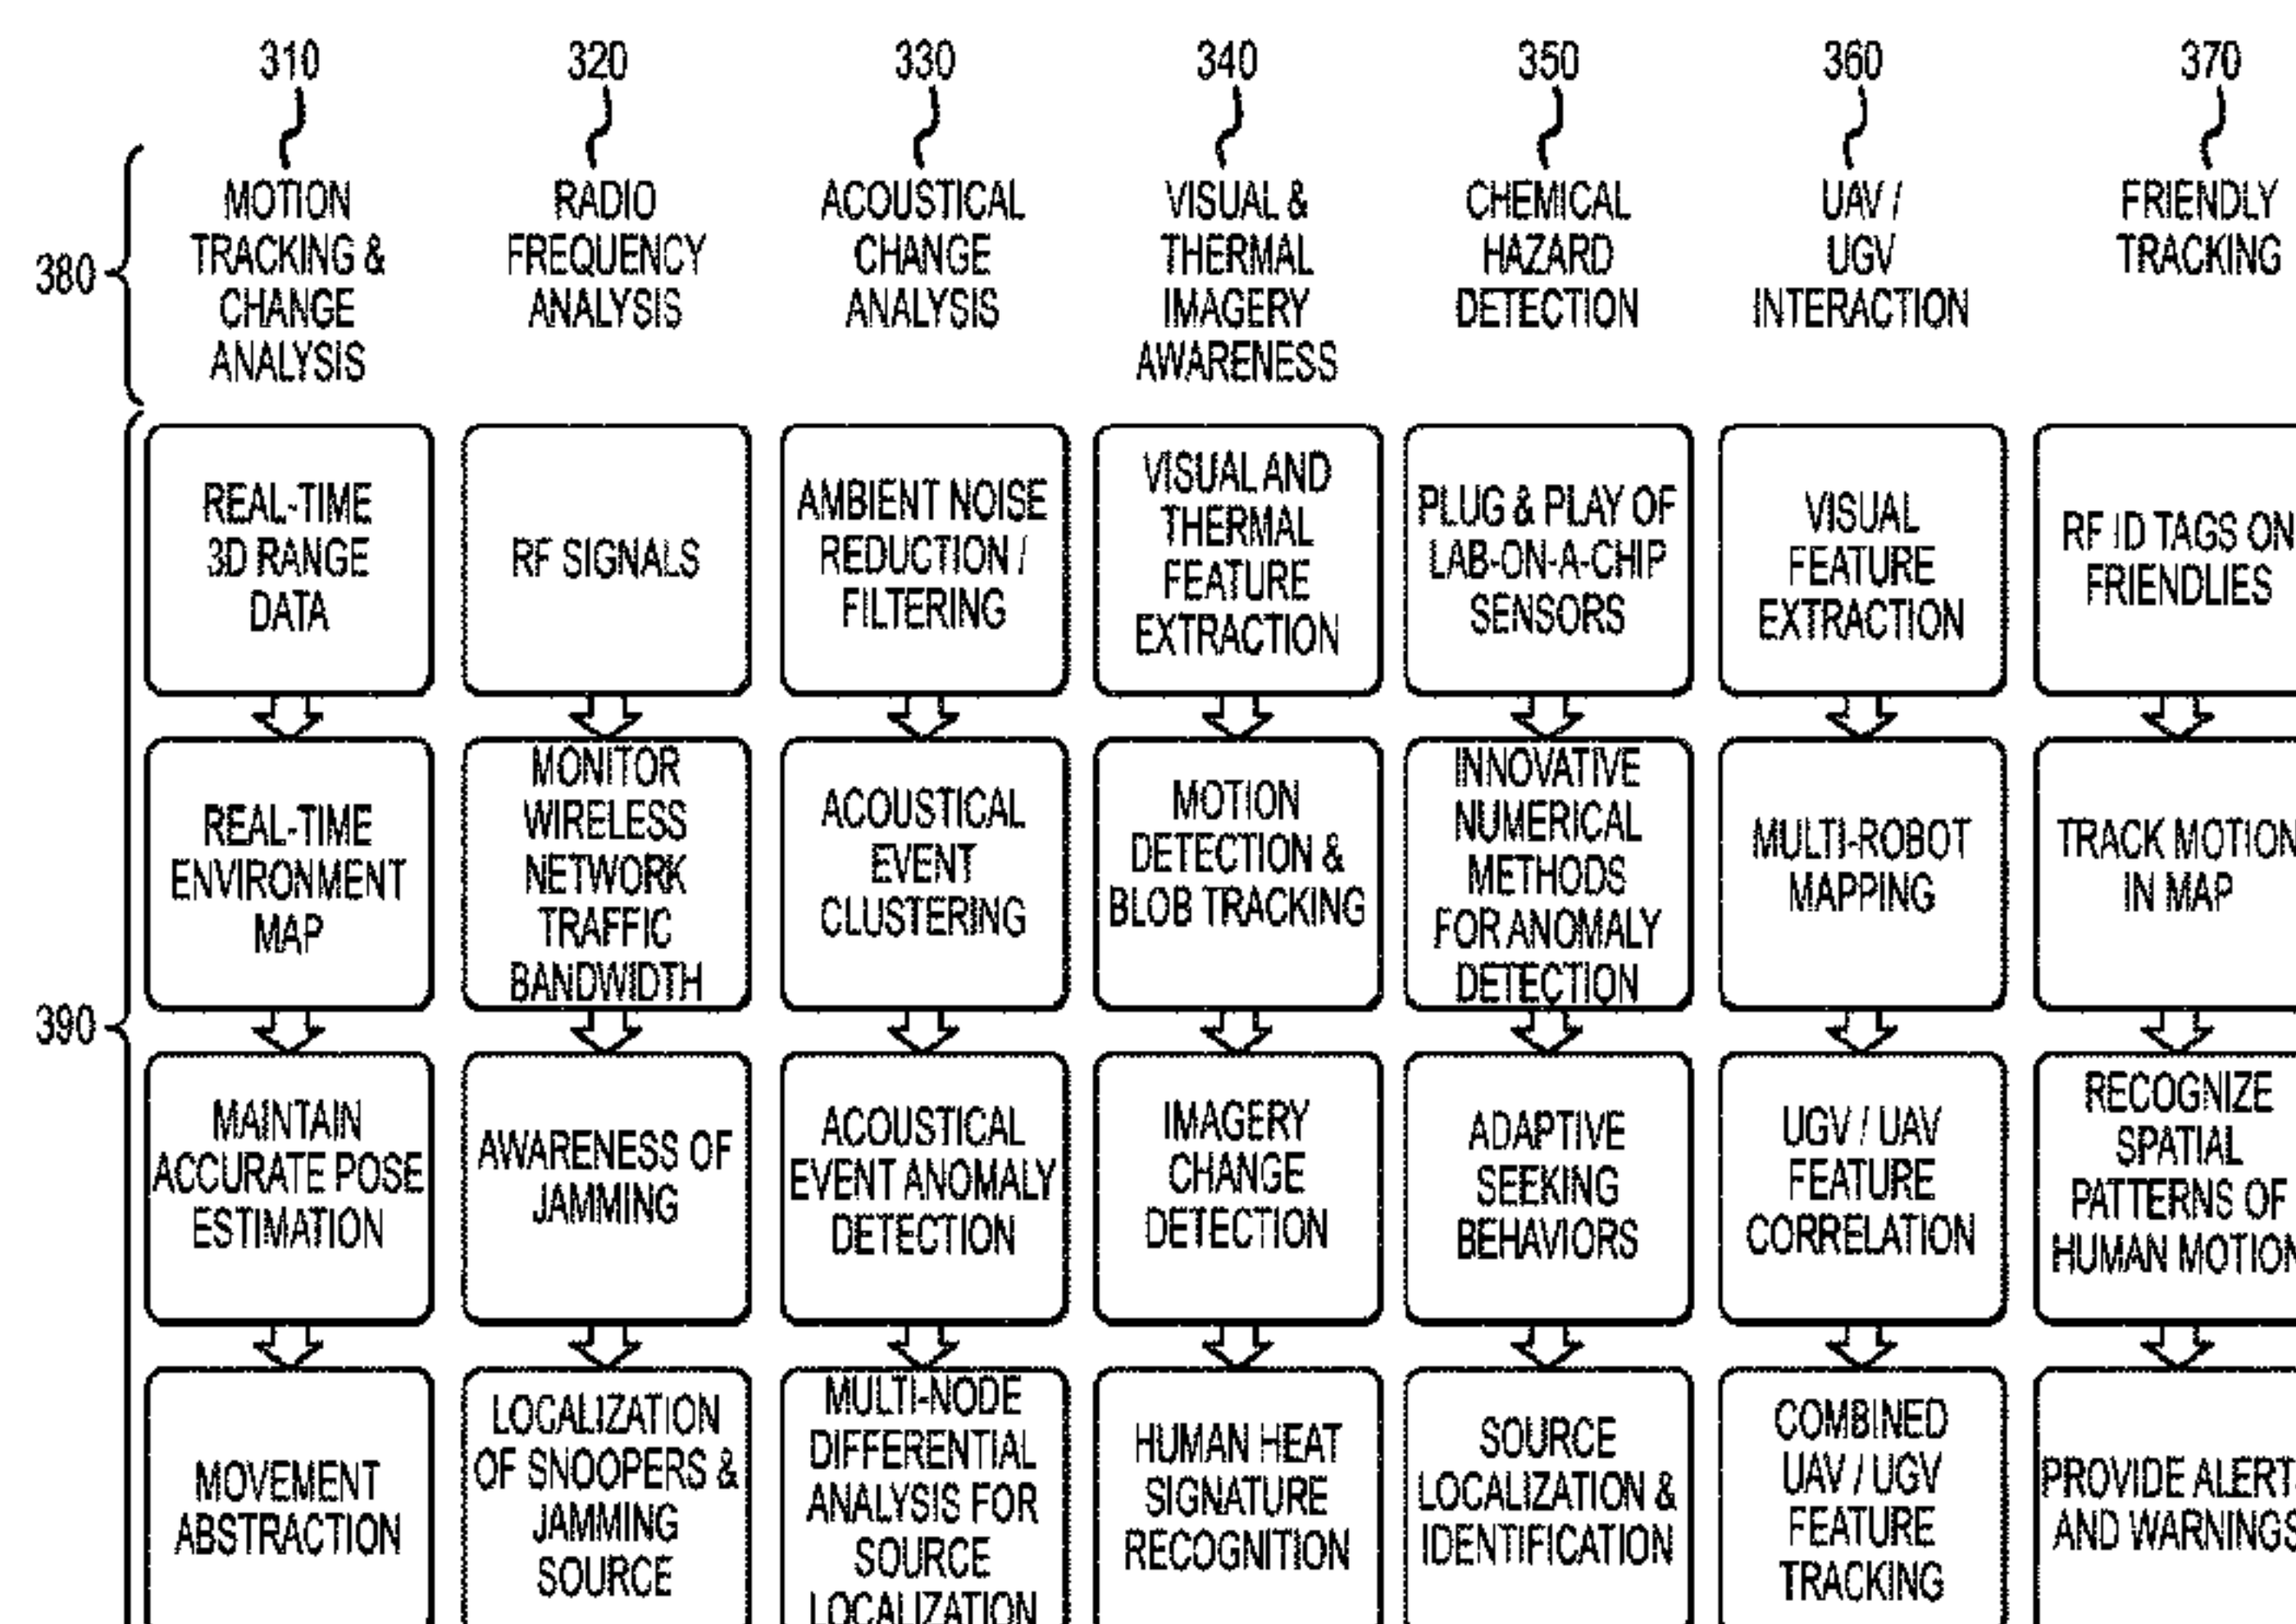 310
320
330
340
350
360
370
380
MOTION
TRACKING &
CHANGE
ANALYSIS
RADIO
FREQUENCY
ANALYSIS
ACOUSTICAL
CHANGE
ANALYSIS
VISUAL &
THERMAL
IMAGERY
AWARENESS
CHEMICAL
HAZARD
DETECTION
UAV /
UGV
INTERACTION
FRIENDLY
TRACKING
390
REAL-TIME
3D RANGE
DATA
RF SIGNALS
AMBIENT NOISE
REDUCTION /
FILTERING
VISUAL AND
THERMAL
FEATURE
EXTRACTION
PLUG & PLAY OF
LAB-ON-A-CHIP
SENSORS
VISUAL
FEATURE
EXTRACTION
RF ID TAGS ON
FRIENDLIES
REAL-TIME
ENVIRONMENT
MAP
MONITOR
WIRELESS
NETWORK
TRAFFIC
BANDWIDTH
ACOUSTICAL
EVENT
CLUSTERING
MOTION
DETECTION &
BLOB TRACKING
INNOVATIVE
NUMERICAL
METHODS
FOR ANOMALY
DETECTION
MULTI-ROBOT
MAPPING
TRACK MOTION
IN MAP
MAINTAIN
ACCURATE POSE
ESTIMATION
AWARENESS OF
JAMMING
ACOUSTICAL
EVENT ANOMALY
DETECTION
IMAGERY
CHANGE
DETECTION
ADAPTIVE
SEEKING
BEHAVIORS
UGV / UAV
FEATURE
CORRELATION
RECOGNIZE
SPATIAL
PATTERNS OF
HUMAN MOTION
MOVEMENT
ABSTRACTION
LOCALIZATION
OF SNOOPERS &
JAMMING
SOURCE
MULTI-NODE
DIFFERENTIAL
ANALYSIS FOR
SOURCE
LOCALIZATION
HUMAN HEAT
SIGNATURE
RECOGNITION
SOURCE
LOCALIZATION &
IDENTIFICATION
COMBINED
UAV / UGV
FEATURE
TRACKING
PROVIDE ALERTS
AND WARNINGS